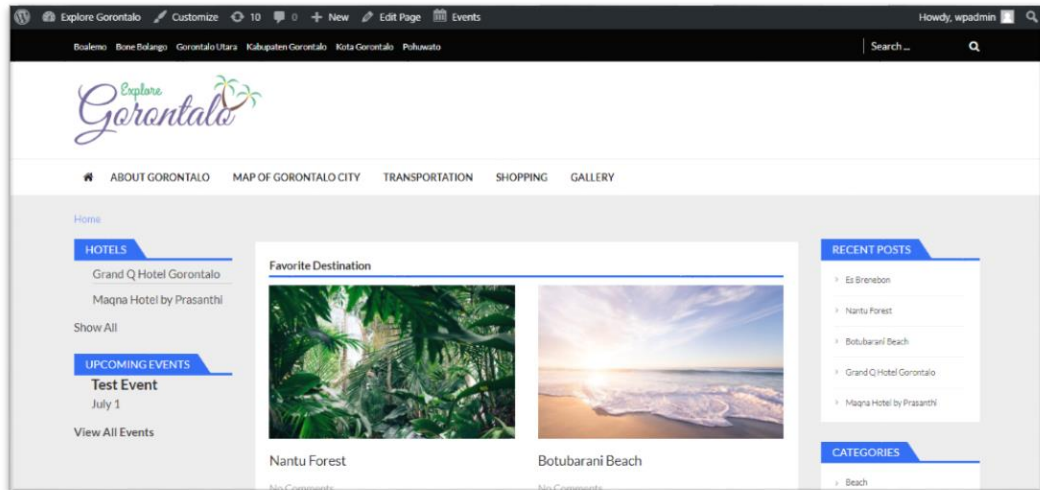 Explore Gorontalo Customize 10 0 New Edit Page Events Howdy, wpadmin
Boalemo Bone Bolango Gorontalo Utara Kabupaten Gorontalo Kota Gorontalo Pohuwato Search ...
Explore
Gorontalo
ABOUT GORONTALO MAP OF GORONTALO CITY TRANSPORTATION SHOPPING GALLERY
Home
HOTELS
Grand Q Hotel Gorontalo
Maqna Hotel by Prasanthi
Show All
UPCOMING EVENTS
Test Event
July 1
View All Events
Favorite Destination
Nantu Forest
No Comments
Botubarani Beach
No Comments
RECENT POSTS
Es Brenebon
Nantu Forest
Botubarani Beach
Grand Q Hotel Gorontalo
Maqna Hotel by Prasanthi
CATEGORIES
Beach